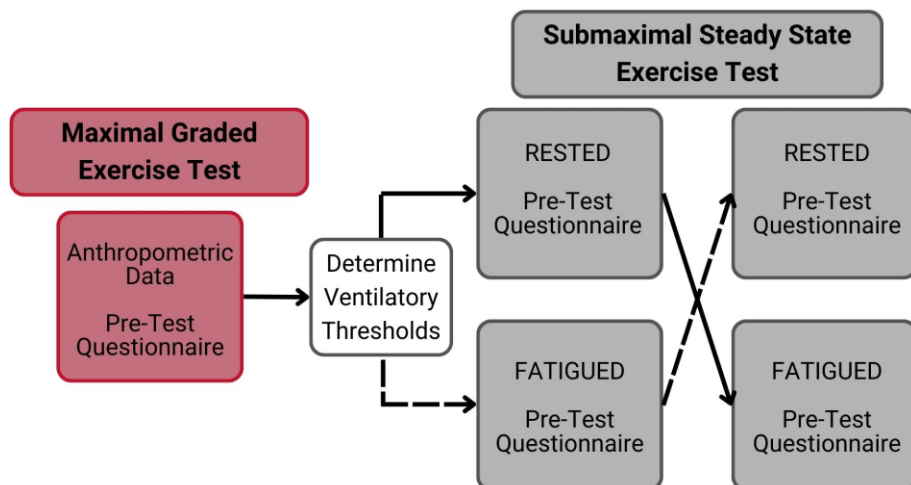 Submaximal Steady State
Exercise Test
Maximal Graded
Exercise Test
Anthropometric
Data
Pre-Test
Questionnaire
Determine
Ventilatory
Thresholds
RESTED
Pre-Test
Questionnaire
RESTED
Pre-Test
Questionnaire
FATIGUED
Pre-Test
Questionnaire
FATIGUED
Pre-Test
Questionnaire